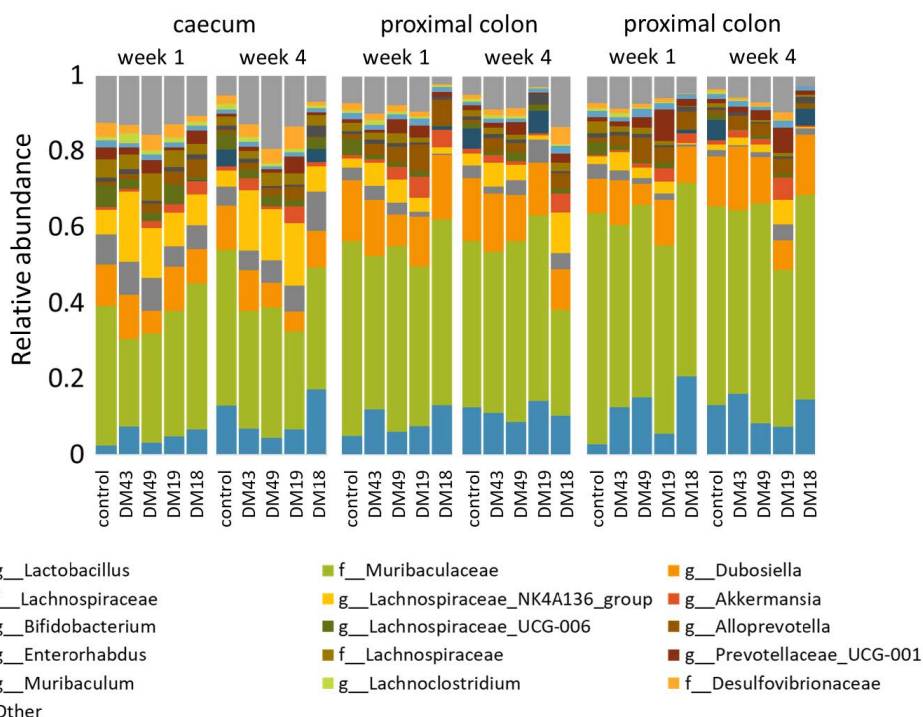 caecum proximal colon proximal colon
week 1 week 4 week 1 week 4 week 1 week 4
Relative abundance
1
0.8
0.6
0.4
0.2
0
control DM43 DM49 DM19 DM18 control DM43 DM49 DM19 DM18 control DM43 DM49 DM19 DM18 control DM43 DM49 DM19 DM18 control DM43 DM49 DM19 DM18 control DM43 DM49 DM19 DM18
g__Lactobacillus f__Muribaculaceae g__Dubosiella
__Lachnospiraceae g__Lachnospiraceae_NK4A136_group g__Akkermansia
g__Bifidobacterium g__Lachnospiraceae_UCG-006 g__Alloprevotella
g__Enterorhabdus f__Lachnospiraceae g__Prevotellaceae_UCG-001
g__Muribaculum g__Lachnoclostridium f__Desulfovibrionaceae
Other